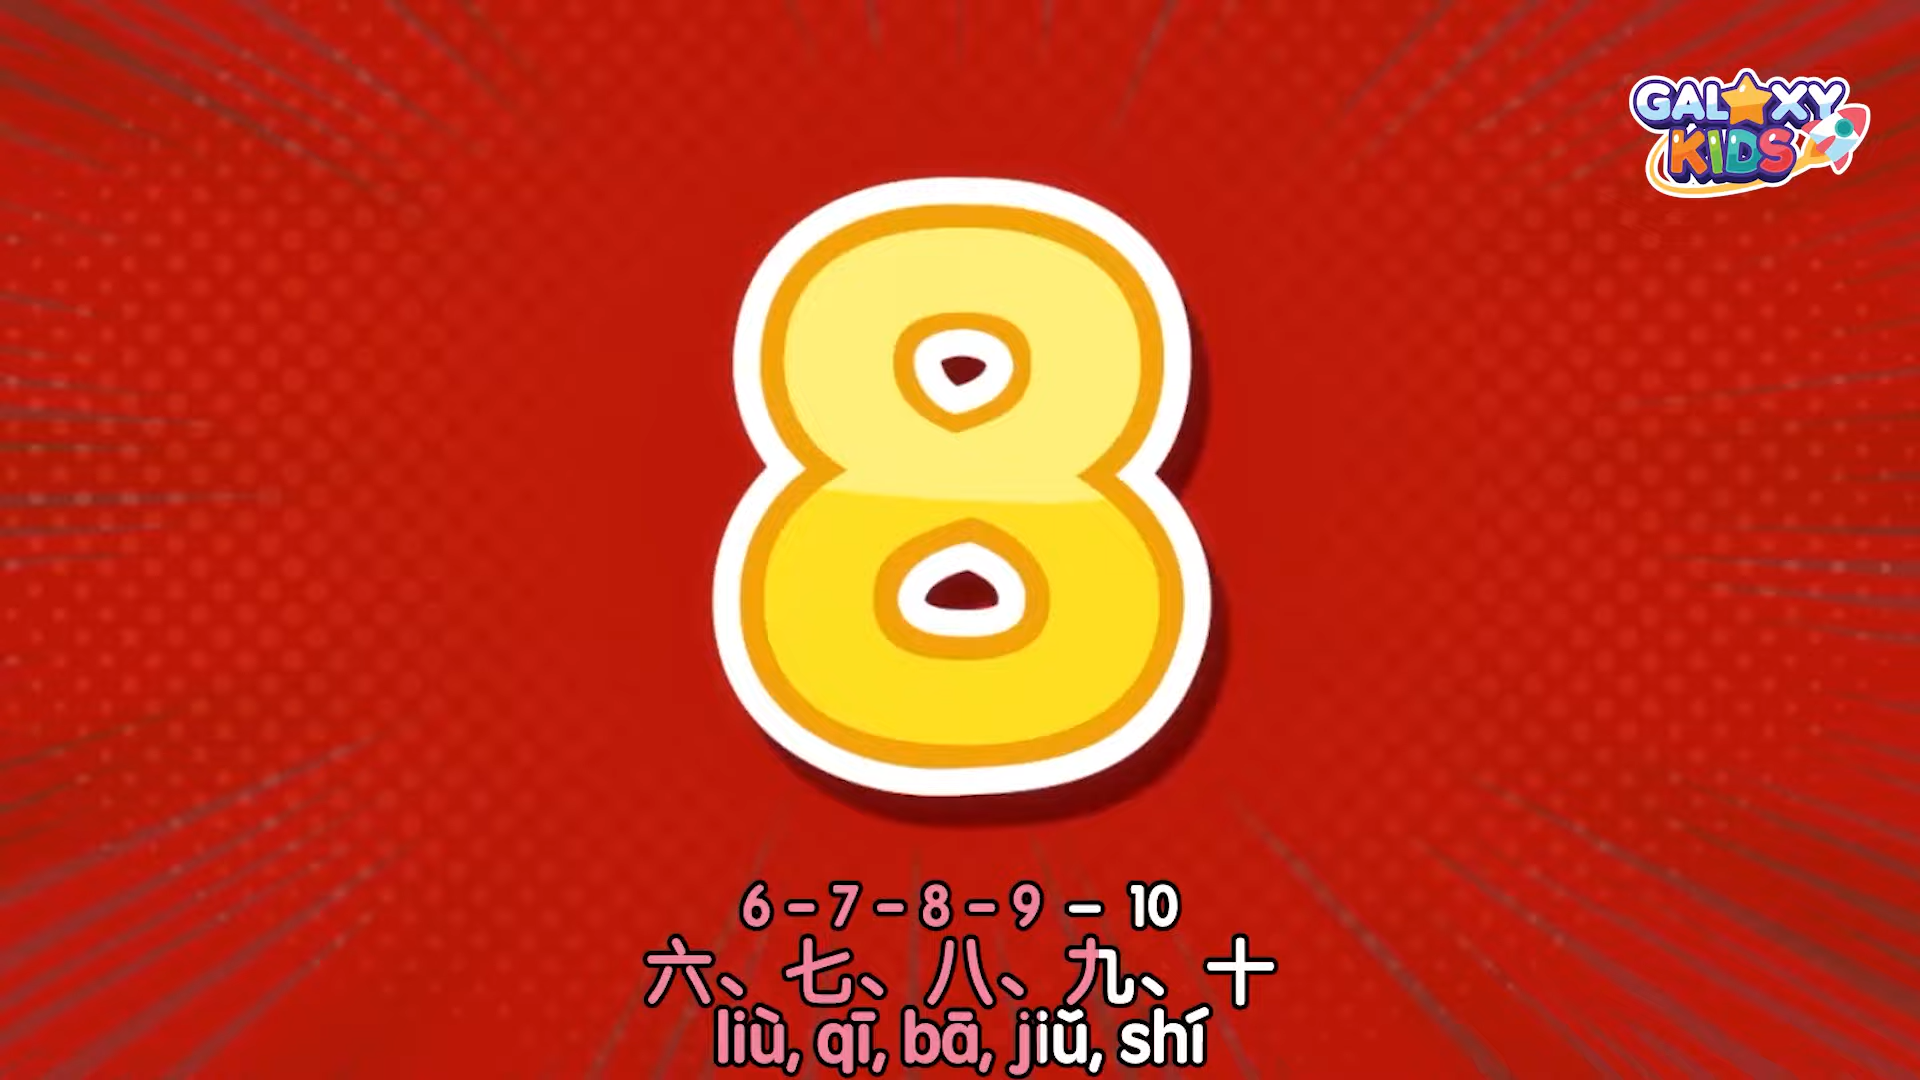 GALAXY
KIDS
8
6 – 7 – 8 – 9 – 10
六、七、八、九、十
liù, qī, bā, jiǔ, shí